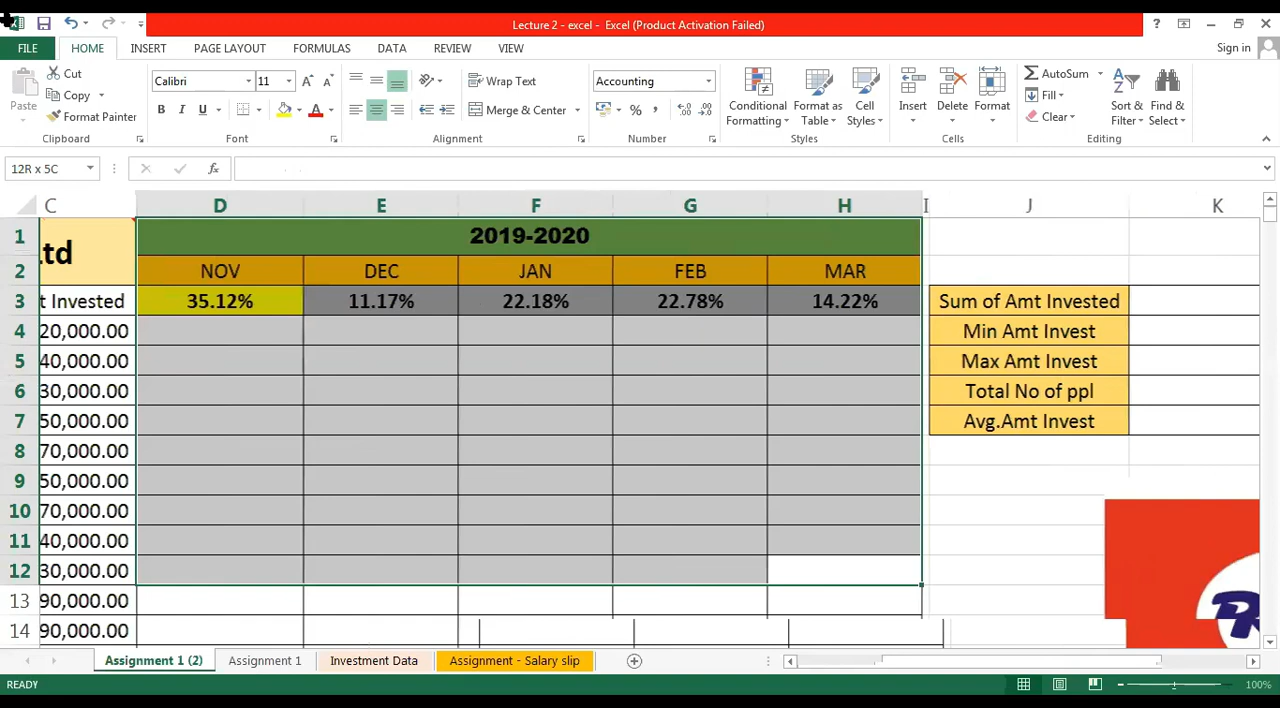 Lecture 2 - excel - Excel (Product Activation Failed)
FILE HOME INSERT PAGE LAYOUT FORMULAS DATA REVIEW VIEW Sign in
Cut
Copy
Format Painter
Paste
Clipboard
Calibri 11
B I U
Font
Wrap Text
Merge & Center
Alignment
Accounting
%
Number
Conditional Formatting
Format as Table
Cell Styles
Styles
Insert Delete Format
Cells
AutoSum
Fill
Clear
Sort & Filter
Find & Select
Editing
12R x 5C fx
C D E F G H I J K
1 td 2019-2020
2 NOV DEC JAN FEB MAR
3 t Invested 35.12% 11.17% 22.18% 22.78% 14.22% Sum of Amt Invested
4 20,000.00 Min Amt Invest
5 40,000.00 Max Amt Invest
6 30,000.00 Total No of ppl
7 50,000.00 Avg.Amt Invest
8 70,000.00
9 50,000.00
10 70,000.00
11 40,000.00
12 30,000.00
13 90,000.00
14 90,000.00
Assignment 1 (2) Assignment 1 Investment Data Assignment - Salary slip
READY 100%